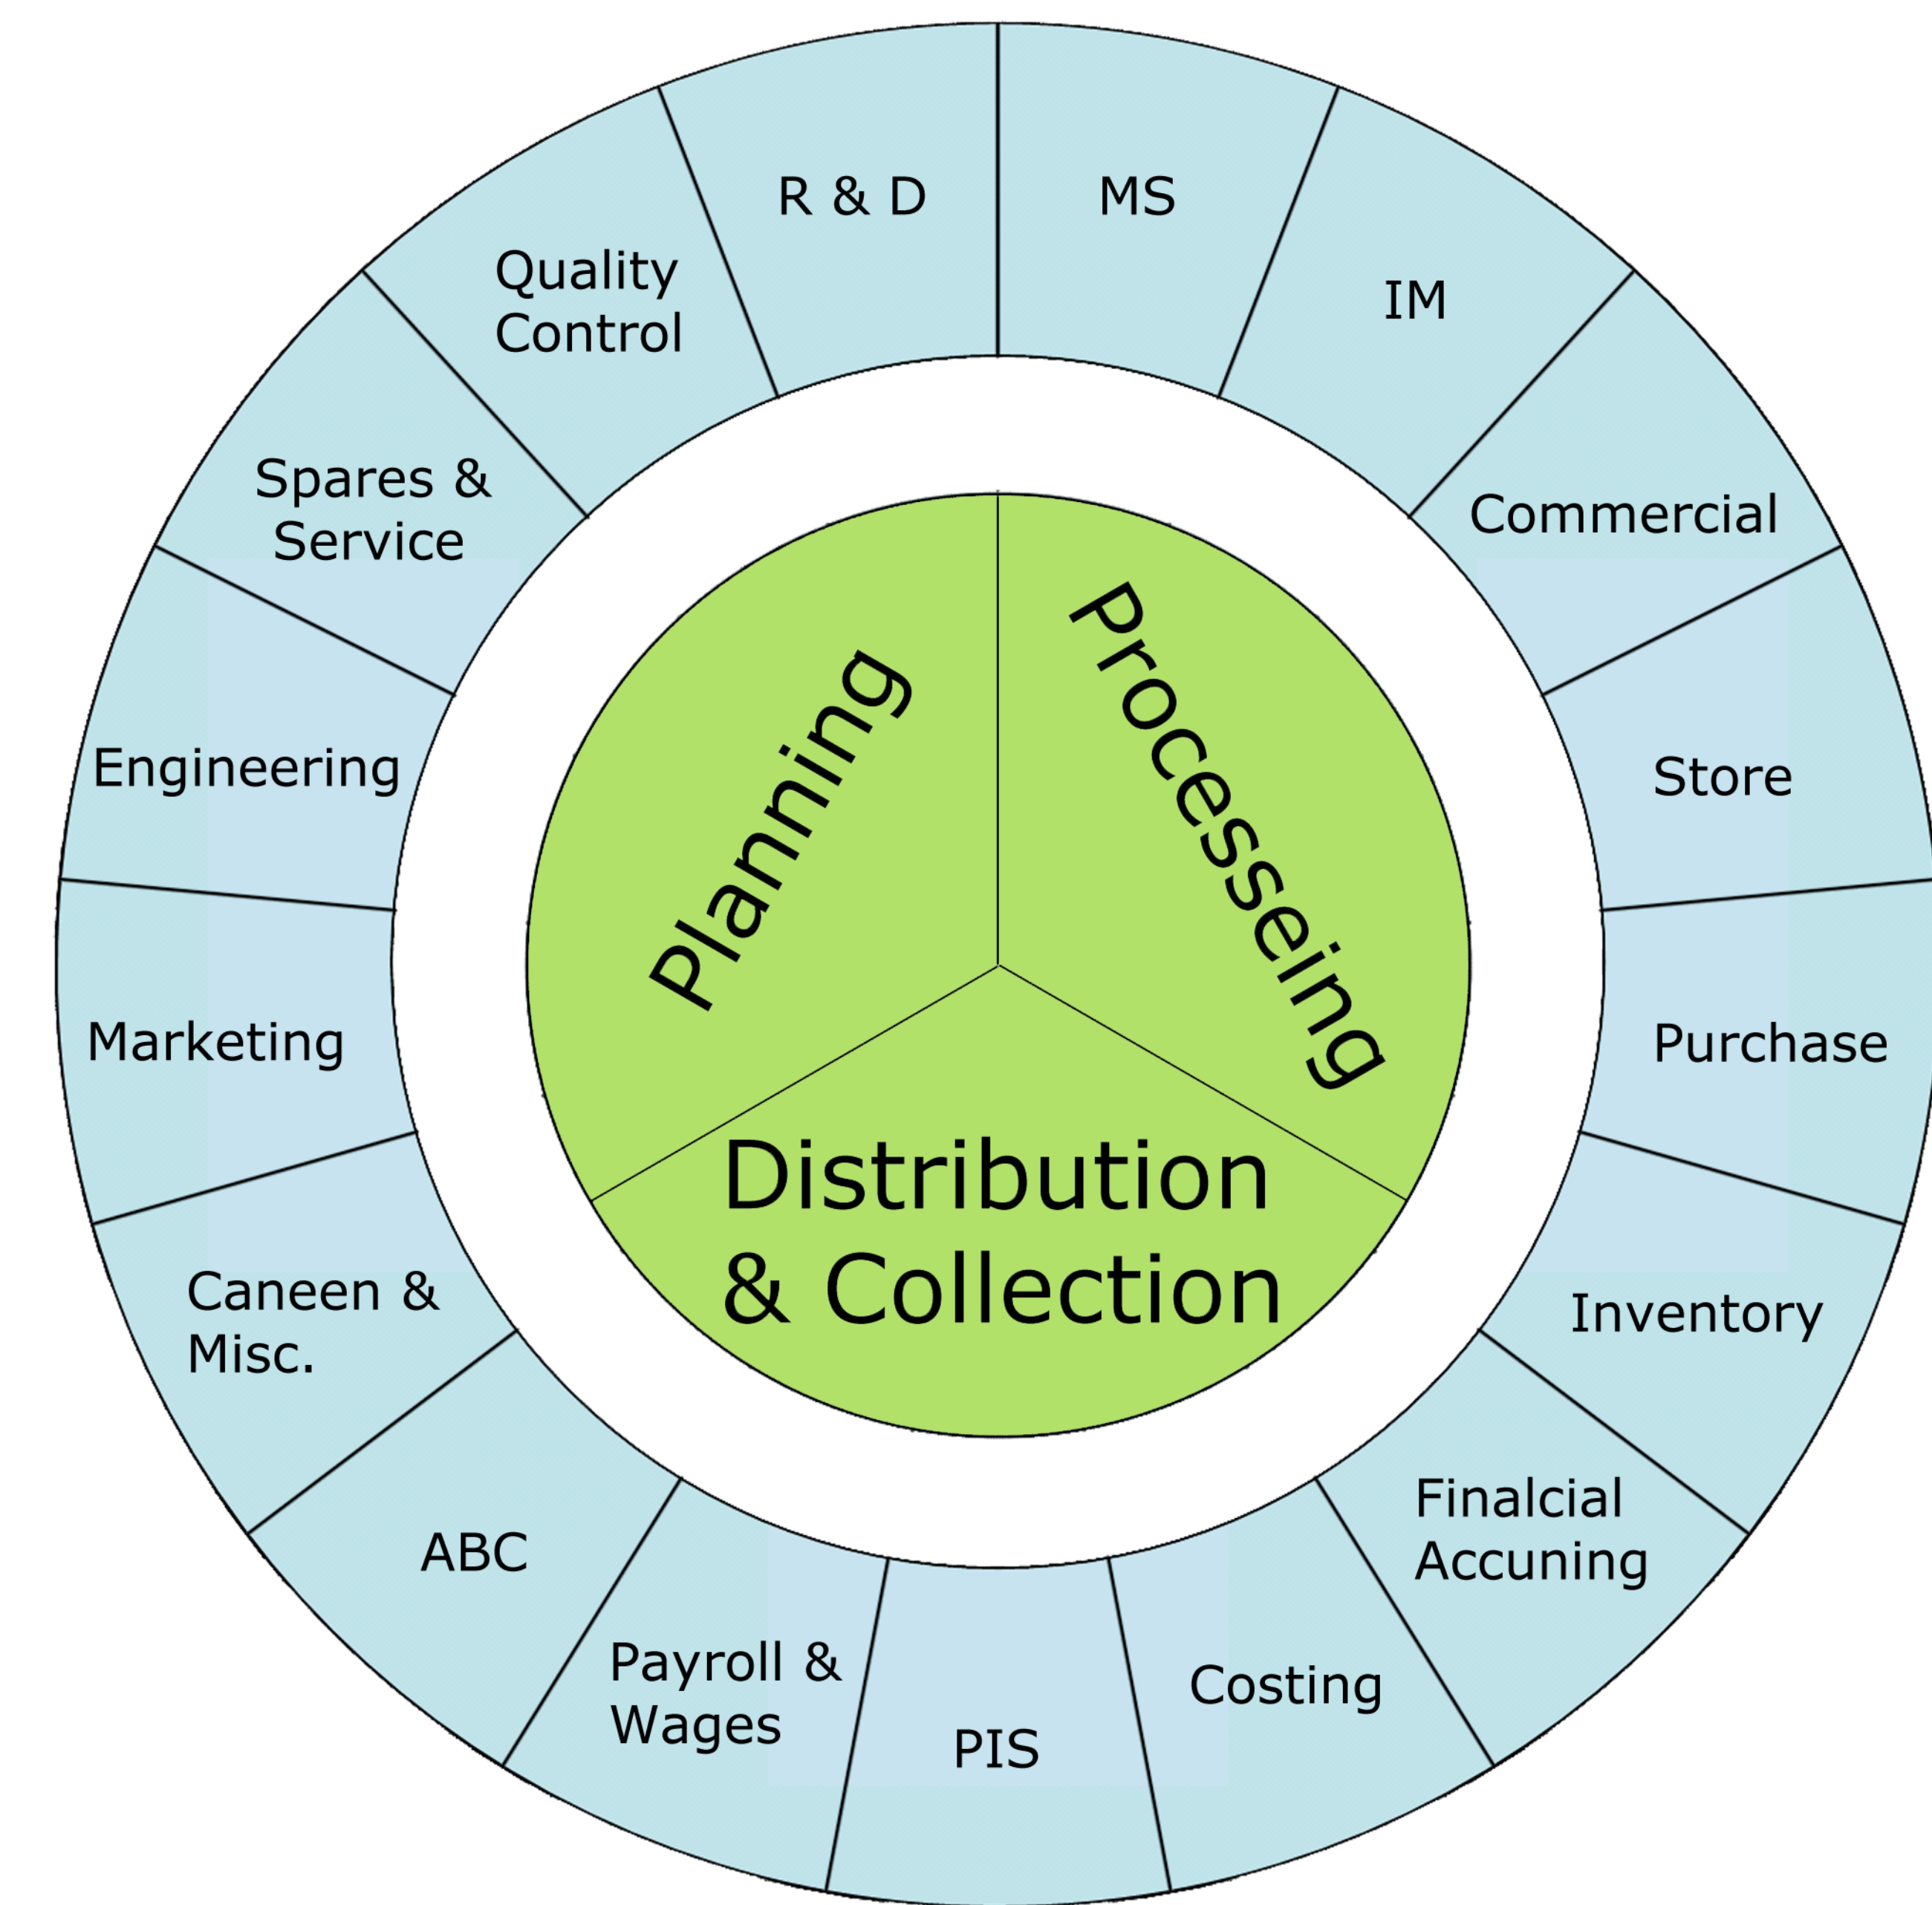 R & D
MS
IM
Commercial
Store
Purchase
Inventory
Finalcial
Accuning
Costing
PIS
Payroll &
Wages
ABC
Caneen &
Misc.
Marketing
Engineering
Spares &
Service
Quality
Control
Planning
Processeing
Distribution
& Collection